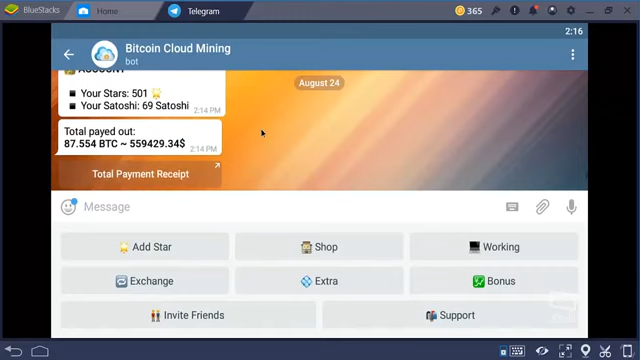 BlueStacks
Home
Telegram
365
2:16
Bitcoin Cloud Mining
bot
ACCOUNT
August 24
Your Stars: 501
Your Satoshi: 69 Satoshi
2:14 PM
Total payed out:
87.554 BTC ~ 559429.34$
2:14 PM
Total Payment Receipt
Message
Add Star
Shop
Working
Exchange
Extra
Bonus
Invite Friends
Support